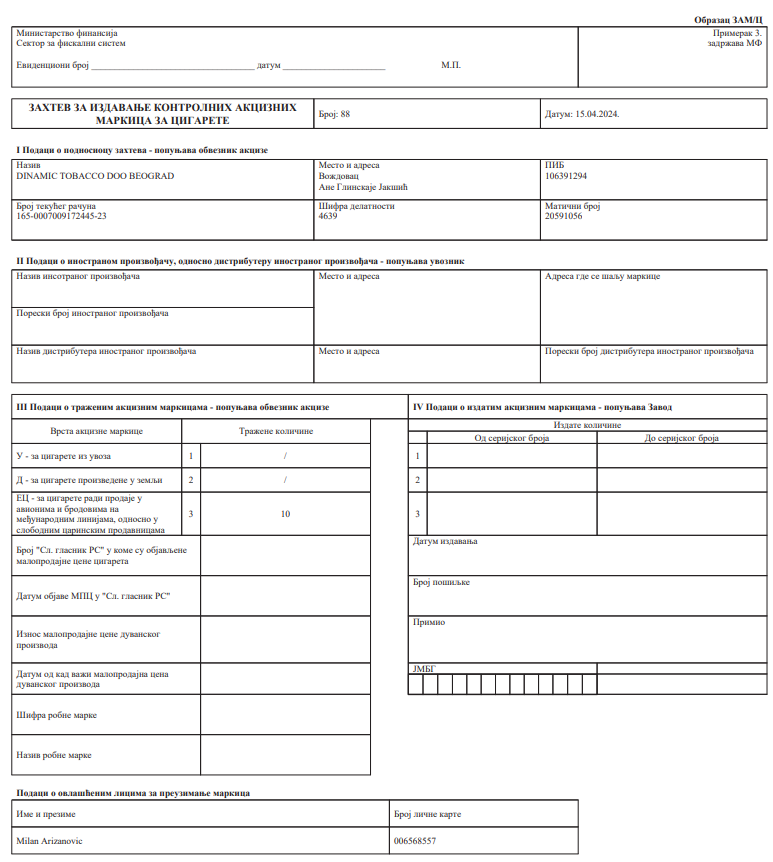 Образац ЗАМ/Ц
Министарство финансија
Сектор за фискални систем
Евиденциони број __________________________________ датум _____________________ М.П.
Примерак 3.
задржава МФ
ЗАХТЕВ ЗА ИЗДАВАЊЕ КОНТРОЛНИХ АКЦИЗНИХ
МАРКИЦА ЗА ЦИГАРЕТЕ
Број: 88
Датум: 15.04.2024.
I Подаци о подносиоцу захтева - попуњава обвезник акцизе
Назив
DINAMIC TOBACCO DOO BEOGRAD
Место и адреса
Вождовац
Ане Глинскаје Јакшић
ПИБ
106391294
Број текућег рачуна
165-0007009172445-23
Шифра делатности
4639
Матични број
20591056
II Подаци о иностраном произвођачу, односно дистрибутеру иностраног произвођача - попуњава увозник
Назив инсотраног произвођача
Место и адреса
Адреса где се шаљу маркице
Порески број иностраног произвођача
Назив дистрибутера иностраног произвођача
Место и адреса
Порески број дистрибутера иностраног произвођача
III Подаци о траженим акцизним маркицама - попуњава обвезник акцизе
Врста акцизне маркице
Тражене количине
У - за цигарете из увоза
1
/
Д - за цигарете произведене у земљи
2
/
ЕЦ - за цигарете ради продаје у
авионима и бродовима на
међународним линијама, односно у
слободним царинским продавницама
3
10
Број "Сл. гласник РС" у коме су објављене
малопродајне цене цигарета
Датум објаве МПЦ у "Сл. гласник РС"
Износ малопродајне цене дуванског
производа
Датум од кад важи малопродајна цена
дуванског производа
Шифра робне марке
Назив робне марке
IV Подаци о издатим акцизним маркицама - попуњава Завод
Издате количине
Од серијског броја
До серијског броја
1
2
3
Датум издавања
Број пошиљке
Примио
ЈМБГ
Подаци о овлашћеним лицима за преузимање маркица
Име и презиме
Број личне карте
Milan Arizanovic
006568557